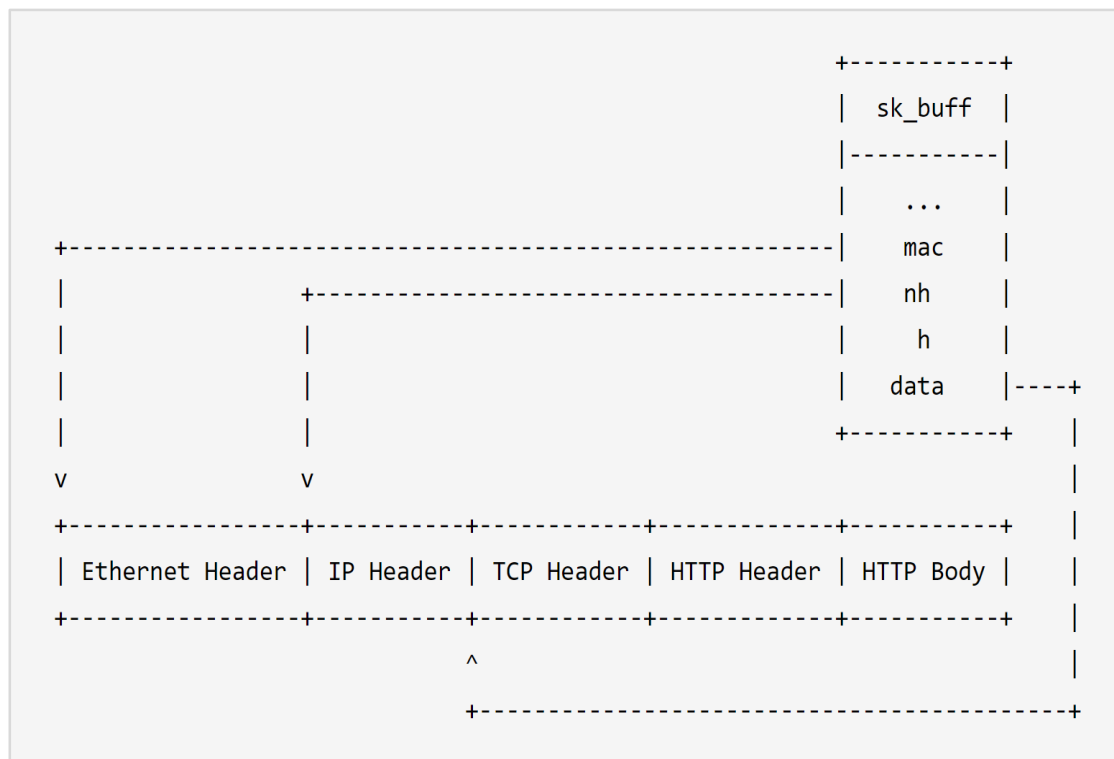 +-----------+
                                                         |  sk_buff  |
                                                         |-----------|
                                                         |    ...    |
+--------------------------------------------------------|    mac    |
|                 +--------------------------------------|    nh     |
|                 |                                      |     h     |
|                 |                                      |   data    |----+
|                 |                                      +-----------+    |
v                 v                                                       |
+-----------------+-----------+------------+-------------+-----------+    |
| Ethernet Header | IP Header | TCP Header | HTTP Header | HTTP Body |    |
+-----------------+-----------+------------+-------------+-----------+    |
                              ^                                           |
                              +-------------------------------------------+